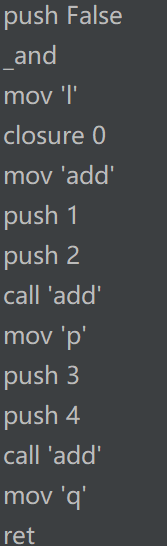 push False
_and
mov 'l'
closure 0
mov 'add'
push 1
push 2
call 'add'
mov 'p'
push 3
push 4
call 'add'
mov 'q'
ret